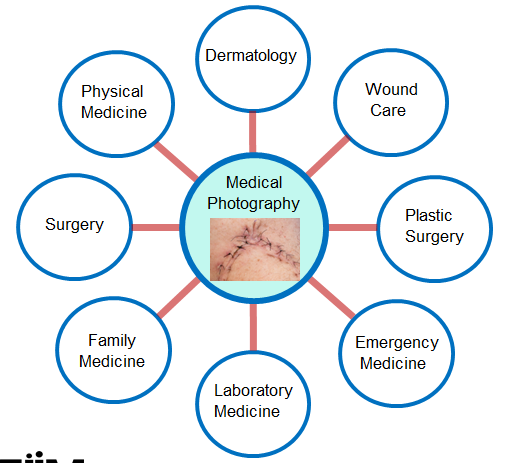 Dermatology
Physical
Medicine
Wound
Care
Medical
Photography
Surgery
Plastic
Surgery
Family
Medicine
Emergency
Medicine
Laboratory
Medicine